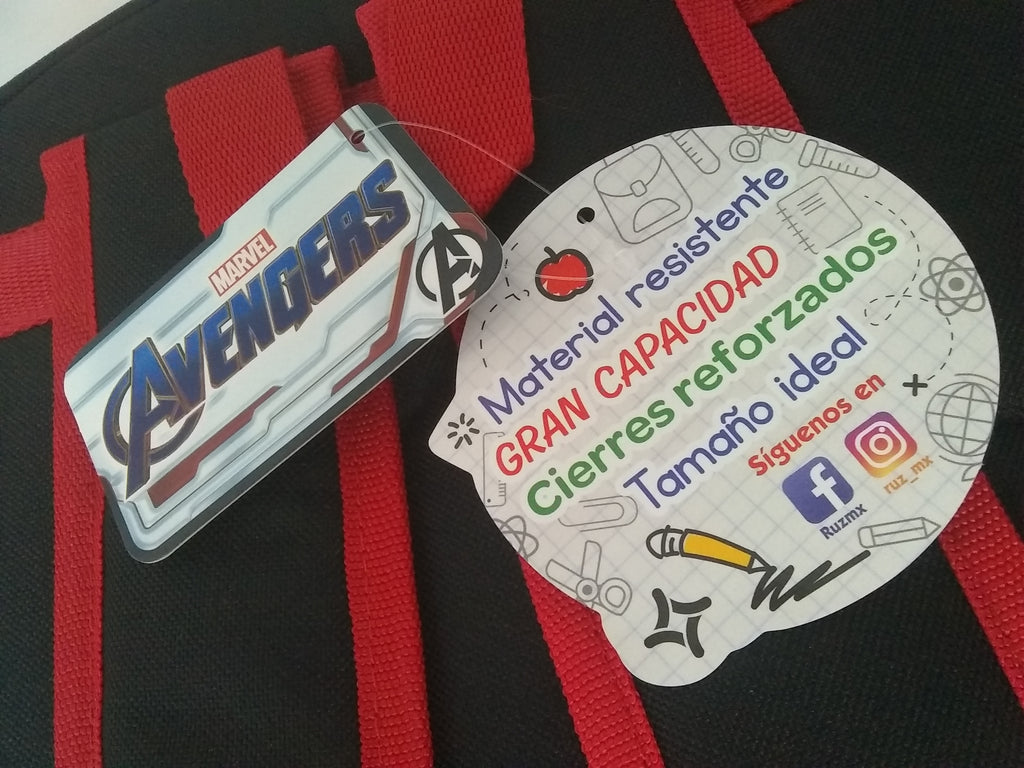 MARVEL
AVENGERS
A
Material resistente
GRAN CAPACIDAD
Cierres reforzados
Tamaño ideal
Síguenos en
f
Ruzmx
ruz_mx